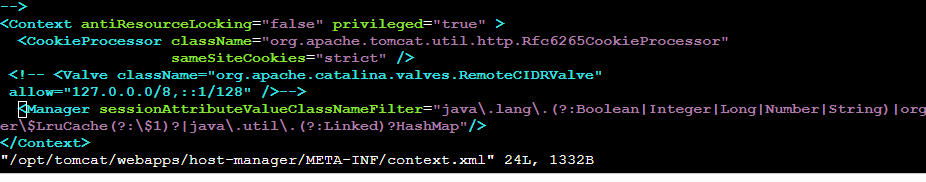 -->
<Context antiResourceLocking="false" privileged="true" >
  <CookieProcessor className="org.apache.tomcat.util.http.Rfc6265CookieProcessor"
                   sameSiteCookies="strict" />
 <!-- <Valve className="org.apache.catalina.valves.RemoteCIDRValve"
 allow="127.0.0.0/8,::1/128" />-->
  <Manager sessionAttributeValueClassNameFilter="java\.lang\.(?:Boolean|Integer|Long|Number|String)|org
er\$LruCache(?:\$1)?|java\.util\.(?:Linked)?HashMap"/>
</Context>
"/opt/tomcat/webapps/host-manager/META-INF/context.xml" 24L, 1332B